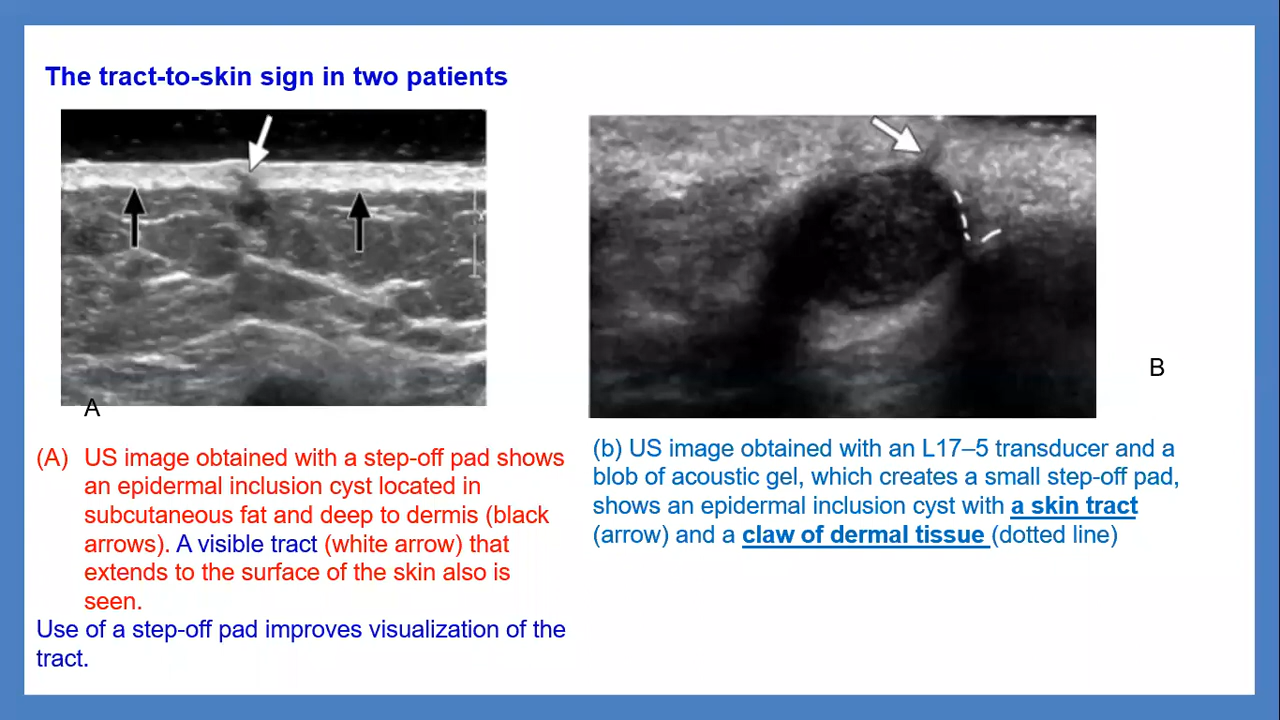 The tract-to-skin sign in two patients
A
(A) US image obtained with a step-off pad shows
an epidermal inclusion cyst located in
subcutaneous fat and deep to dermis (black
arrows). A visible tract (white arrow) that
extends to the surface of the skin also is
seen.
Use of a step-off pad improves visualization of the
tract.
B
(b) US image obtained with an L17–5 transducer and a
blob of acoustic gel, which creates a small step-off pad,
shows an epidermal inclusion cyst with a skin tract
(arrow) and a claw of dermal tissue (dotted line)